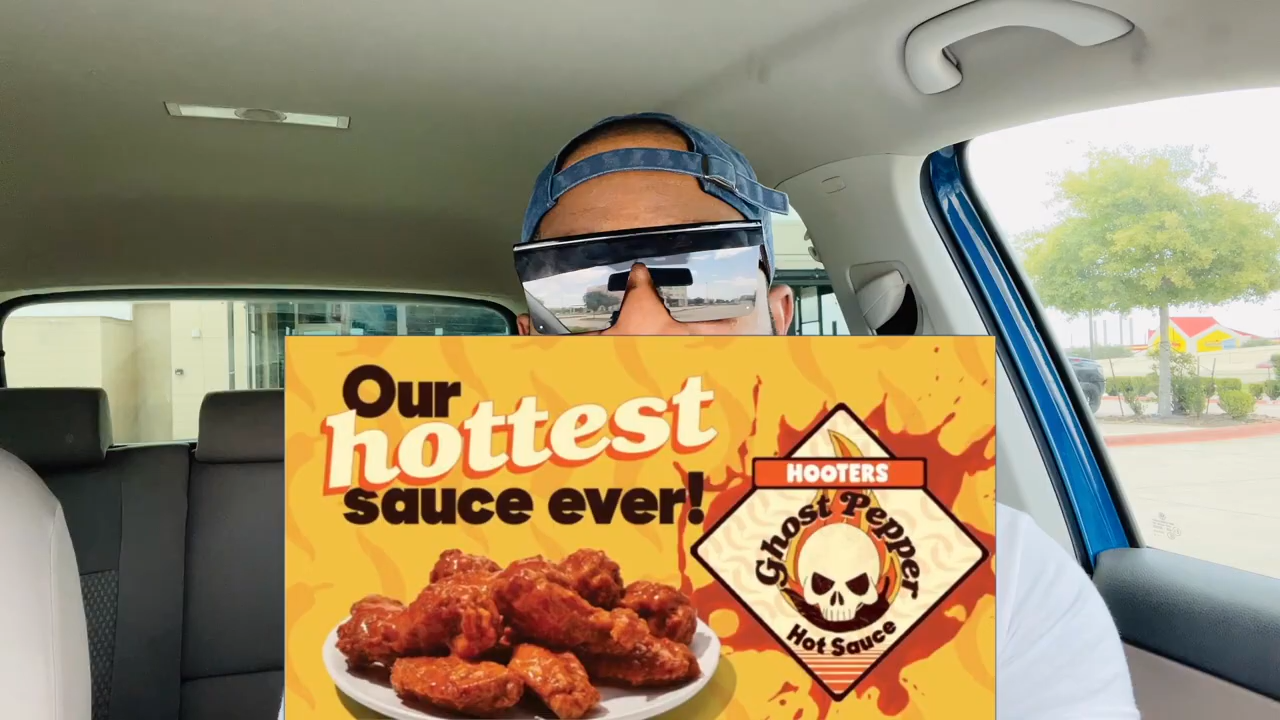 Our
hottest
sauce ever!
HOOTERS
Ghost Pepper
Hot Sauce